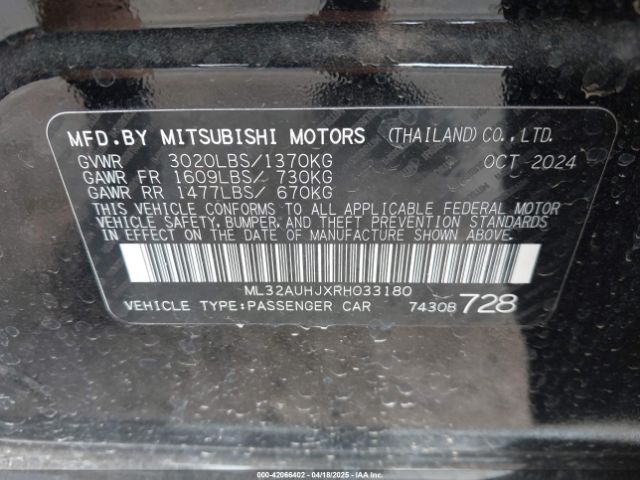 MFD.BY MITSUBISHI MOTORS (THAILAND) CO.,LTD.
GVWR 3020LBS/1370KG OCT 2024
GAWR FR 1609LBS/ 730KG
GAWR RR 1477LBS/ 670KG
THIS VEHICLE CONFORMS TO ALL APPLICABLE FEDERAL MOTOR
VEHICLE SAFETY, BUMPER, AND THEFT PREVENTION STANDARDS
IN EFFECT ON THE DATE OF MANUFACTURE SHOWN ABOVE.
ML32AUHJXRH033180
VEHICLE TYPE:PASSENGER CAR 7430B 728
000-42066402 - 04/18/2025 - IAA Inc.